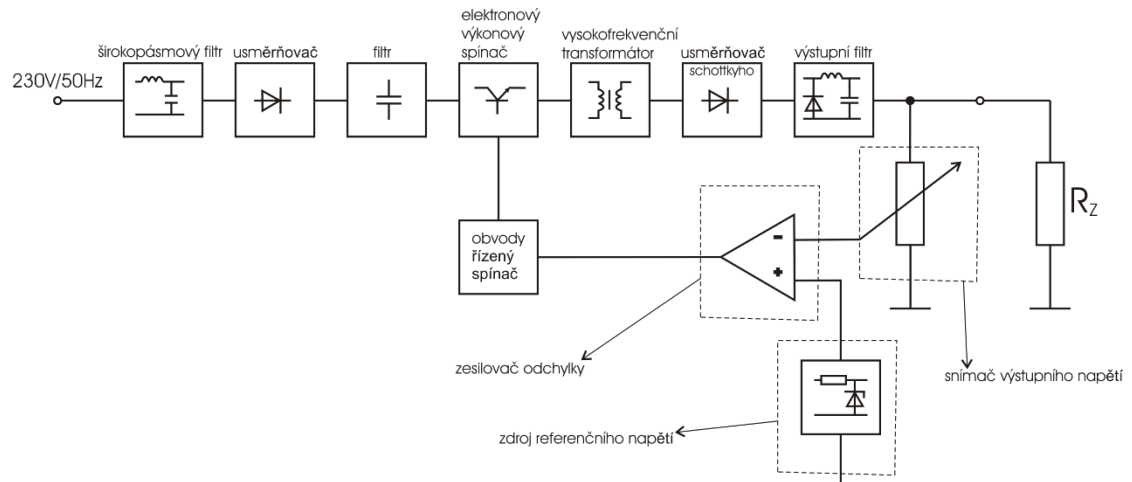 230V/50Hz
širokopásmový filtr
usměrňovač
filtr
elektronový
výkonový
spínač
vysokofrekvenční
transformátor
usměrňovač
schottkyho
výstupní filtr
R_Z
obvody
řízený
spínač
-
+
zesilovač odchylky
snímač výstupního napětí
zdroj referenčního napětí